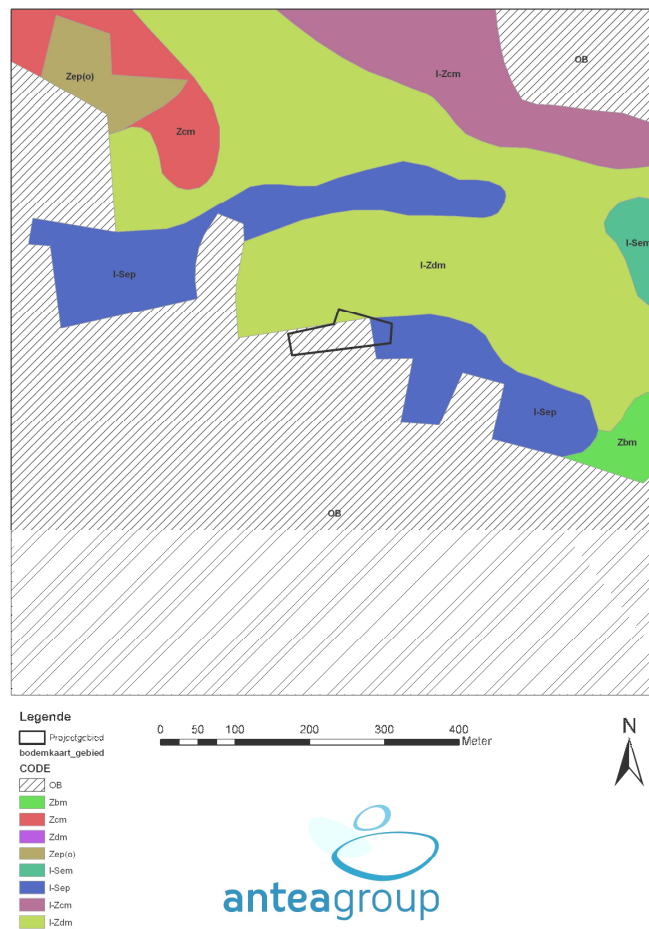 Zep(o)
I-Zcm
OB
Zcm
I-Sem
I-Sep
I-Zdm
I-Sep
Zbm
OB
Legende
Projectgebied
bodemkaart_gebied
CODE
OB
Zbm
Zcm
Zdm
Zep(o)
I-Sem
I-Sep
I-Zcm
I-Zdm
0 25 50 100 200 300 400
Meter
N
anteagroup